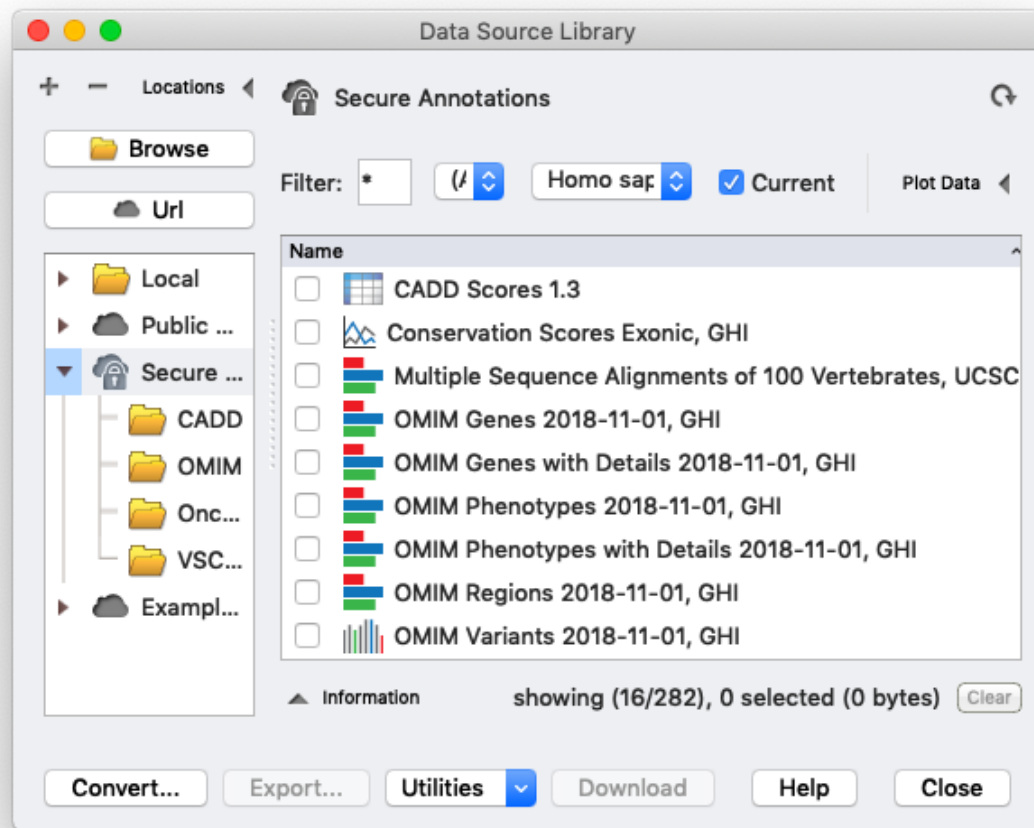 Data Source Library
+ − Locations
Secure Annotations
Browse
Url
Filter: * (A Homo sap Current Plot Data
Local
Public ...
Secure ...
CADD
OMIM
Onc...
VSC...
Exampl...
Name
CADD Scores 1.3
Conservation Scores Exonic, GHI
Multiple Sequence Alignments of 100 Vertebrates, UCSC
OMIM Genes 2018-11-01, GHI
OMIM Genes with Details 2018-11-01, GHI
OMIM Phenotypes 2018-11-01, GHI
OMIM Phenotypes with Details 2018-11-01, GHI
OMIM Regions 2018-11-01, GHI
OMIM Variants 2018-11-01, GHI
Information showing (16/282), 0 selected (0 bytes) Clear
Convert... Export... Utilities Download Help Close